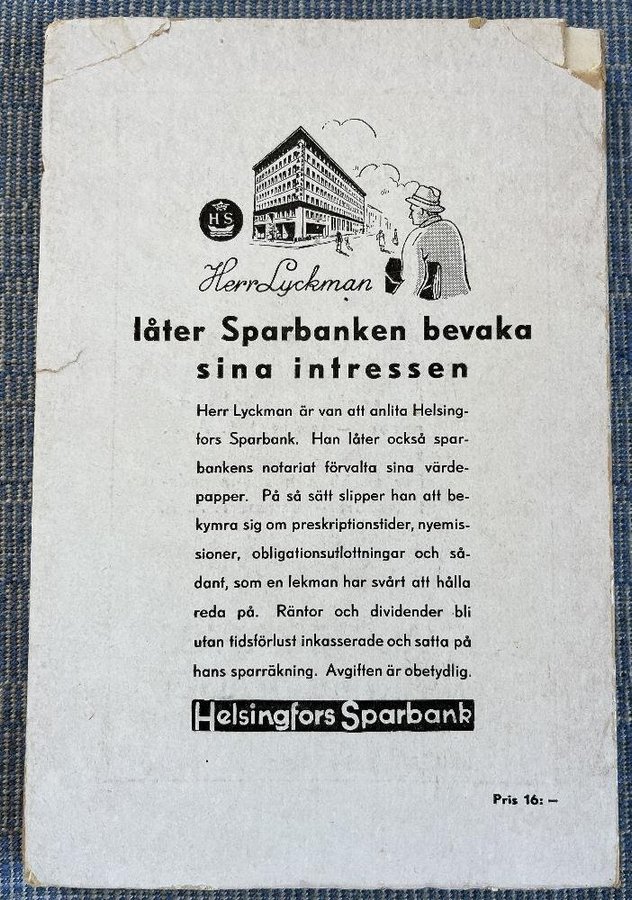 HS
Herr Lyckman
låter Sparbanken bevaka
sina intressen
Herr Lyckman är van att anlita Helsing-
fors Sparbank. Han låter också spar-
bankens notariat förvalta sina värde-
papper. På så sätt slipper han att be-
kymra sig om preskriptionstider, nyemis-
sioner, obligationsutlottningar och så-
dant, som en lekman har svårt att hålla
reda på. Räntor och dividender bli
utan tidsförlust inkasserade och satta på
hans sparräkning. Avgiften är obetydlig.
Helsingfors Sparbank
Pris 16: —